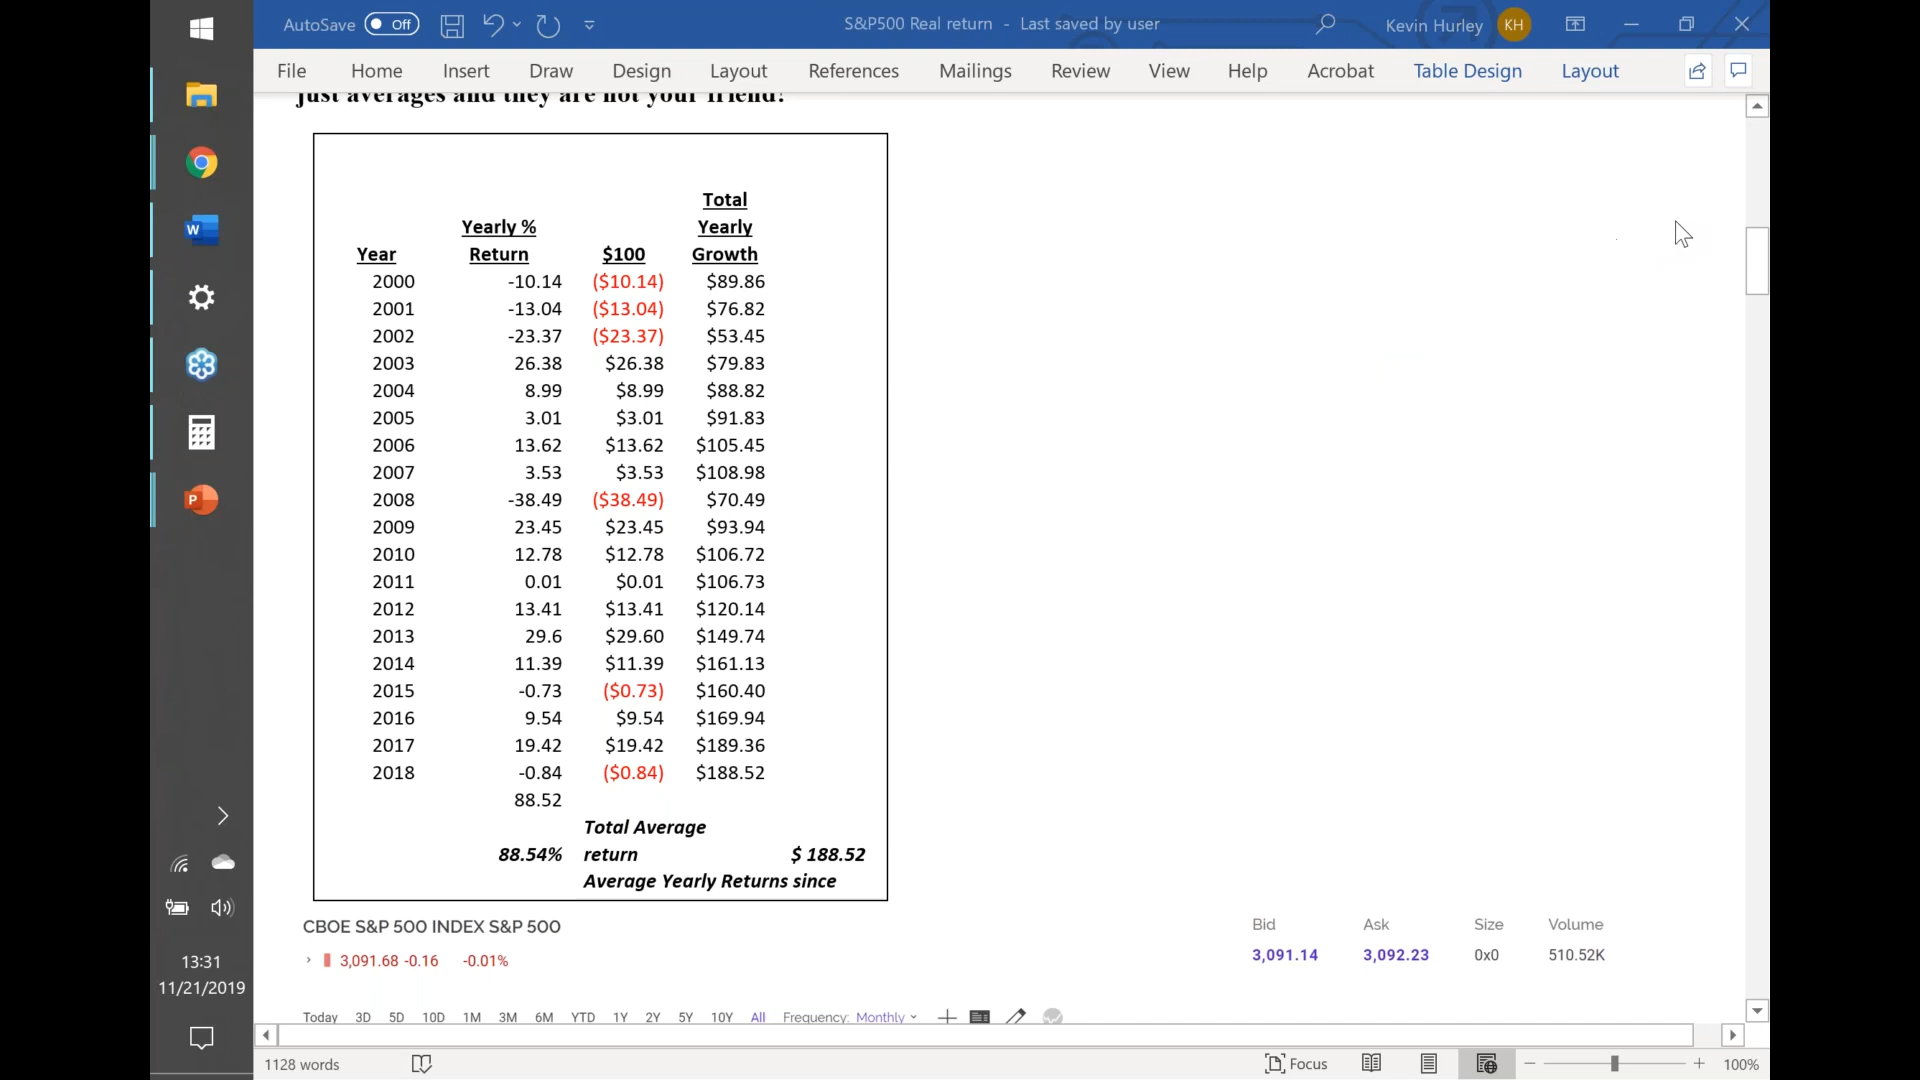 AutoSave Off S&P500 Real return - Last saved by user Kevin Hurley KH
File Home Insert Draw Design Layout References Mailings Review View Help Acrobat Table Design Layout
just averages and they are not your friend!
Total
Yearly % Yearly
Year Return $100 Growth
2000 -10.14 ($10.14) $89.86
2001 -13.04 ($13.04) $76.82
2002 -23.37 ($23.37) $53.45
2003 26.38 $26.38 $79.83
2004 8.99 $8.99 $88.82
2005 3.01 $3.01 $91.83
2006 13.62 $13.62 $105.45
2007 3.53 $3.53 $108.98
2008 -38.49 ($38.49) $70.49
2009 23.45 $23.45 $93.94
2010 12.78 $12.78 $106.72
2011 0.01 $0.01 $106.73
2012 13.41 $13.41 $120.14
2013 29.6 $29.60 $149.74
2014 11.39 $11.39 $161.13
2015 -0.73 ($0.73) $160.40
2016 9.54 $9.54 $169.94
2017 19.42 $19.42 $189.36
2018 -0.84 ($0.84) $188.52
88.52
Total Average
88.54% return $ 188.52
Average Yearly Returns since
CBOE S&P 500 INDEX S&P 500
3,091.68 -0.16 -0.01%
Bid Ask Size Volume
3,091.14 3,092.23 0x0 510.52K
Today 3D 5D 10D 1M 3M 6M YTD 1Y 2Y 5Y 10Y All Frequency: Monthly
1128 words Focus 100%
W
P
13:31
11/21/2019